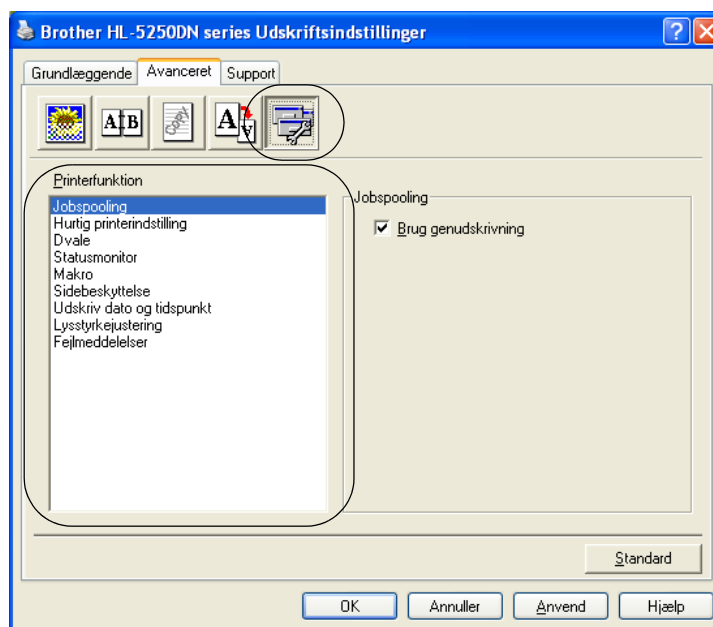 Brother HL-5250DN series Udskriftsindstillinger
Grundlæggende Avanceret Support
A B
Copy
A A
Printerfunktion
Jobspooling
Hurtig printerindstilling
Dvale
Statusmonitor
Makro
Sidebeskyttelse
Udskriv dato og tidspunkt
Lysstyrkejustering
Fejlmeddelelser
Jobspooling
Brug genudskrivning
Standard
OK Annuller Anvend Hjælp